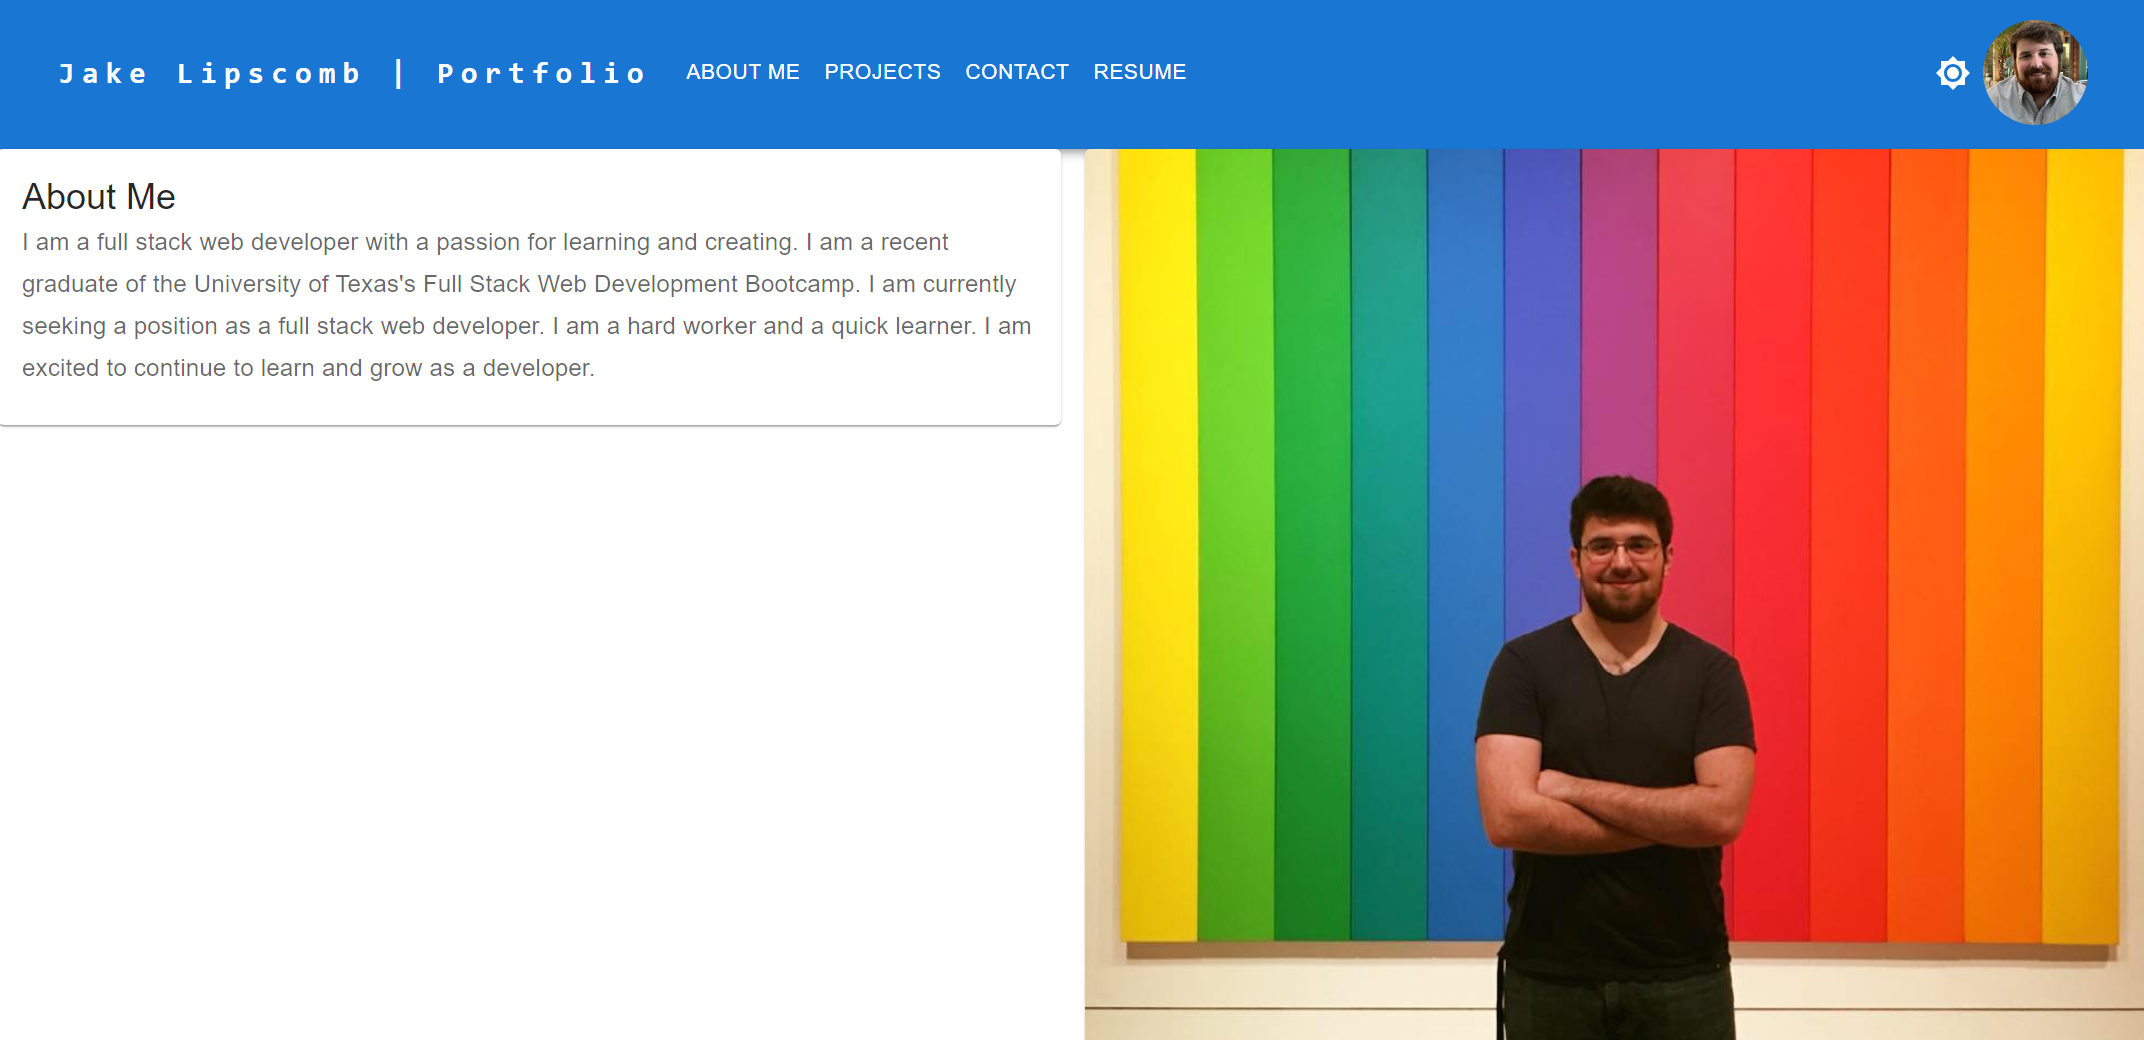 Jake Lipscomb | Portfolio ABOUT ME PROJECTS CONTACT RESUME
About Me
I am a full stack web developer with a passion for learning and creating. I am a recent
graduate of the University of Texas's Full Stack Web Development Bootcamp. I am currently
seeking a position as a full stack web developer. I am a hard worker and a quick learner. I am
excited to continue to learn and grow as a developer.